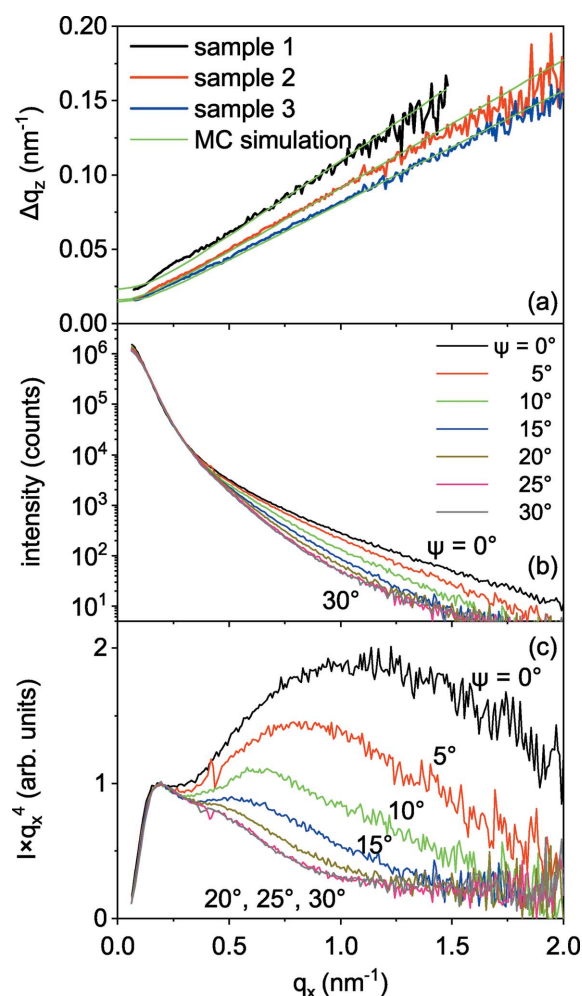 0.20
sample 1
sample 2
0.15
sample 3
MC simulation
Δqz (nm-1)
0.10
0.05
0.00
(a)
10⁶
ψ = 0°
5°
10⁵
10°
15°
10⁴
20°
intensity (counts)
25°
10³
30°
10²
ψ = 0°
(b)
10¹
30°
2
(c)
ψ = 0°
I×qx⁴ (arb. units)
5°
1
10°
15°
20°, 25°, 30°
0
0.0 0.5 1.0 1.5 2.0
qx (nm-1)